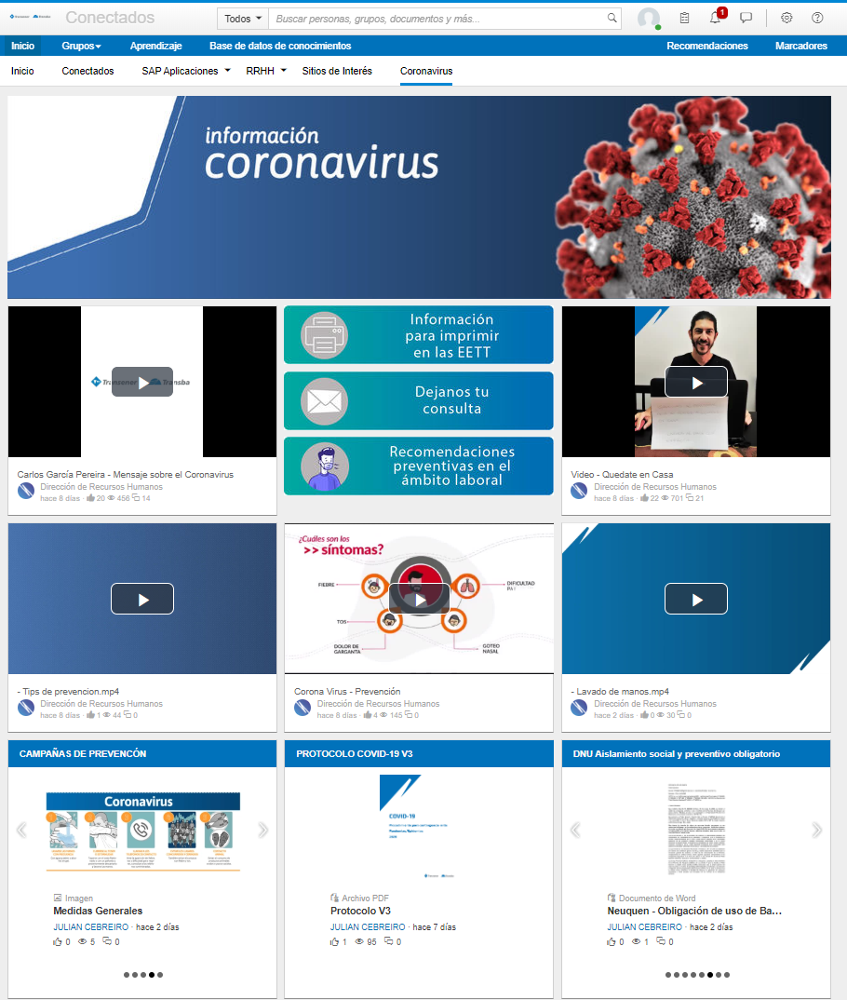 Conectados
Todos
Buscar personas, grupos, documentos y más...
1
Inicio
Grupos
Aprendizaje
Base de datos de conocimientos
Recomendaciones
Marcadores
Inicio
Conectados
SAP Aplicaciones
RRHH
Sitios de Interés
Coronavirus
información
coronavirus
Transba
Carlos García Pereira - Mensaje sobre el Coronavirus
Dirección de Recursos Humanos
hace 8 días · 20 456 14
Información
para imprimir
en las EETT
Dejanos tu
consulta
Recomendaciones
preventivas en el
ámbito laboral
Video - Quedate en Casa
Dirección de Recursos Humanos
hace 8 días · 22 701 21
- Tips de prevencion.mp4
Dirección de Recursos Humanos
hace 8 días · 1 44 0
¿Cuáles son los
>> síntomas?
FIEBRE
DIFICULTAD
TOS
DOLOR DE
GARGANTA
GOTEO
NASAL
Corona Virus - Prevención
Dirección de Recursos Humanos
hace 8 días · 4 145 0
- Lavado de manos.mp4
Dirección de Recursos Humanos
hace 2 días · 0 30 0
CAMPAÑAS DE PREVENCÓN
Coronavirus
Imagen
Medidas Generales
JULIAN CEBREIRO · hace 2 días
0 5 0
PROTOCOLO COVID-19 V3
COVID-19
Archivo PDF
Protocolo V3
JULIAN CEBREIRO · hace 7 días
1 95 0
DNU Aislamiento social y preventivo obligatorio
Documento de Word
Neuquen - Obligación de uso de Ba...
JULIAN CEBREIRO · hace 2 días
0 1 0